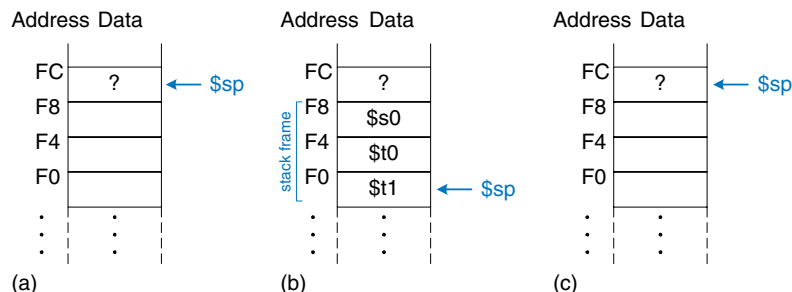 Address Data
FC
?
$sp
F8
F4
F0
(a)
Address Data
FC
?
F8
$s0
F4
$t0
F0
$t1
$sp
stack frame
(b)
Address Data
FC
?
$sp
F8
F4
F0
(c)